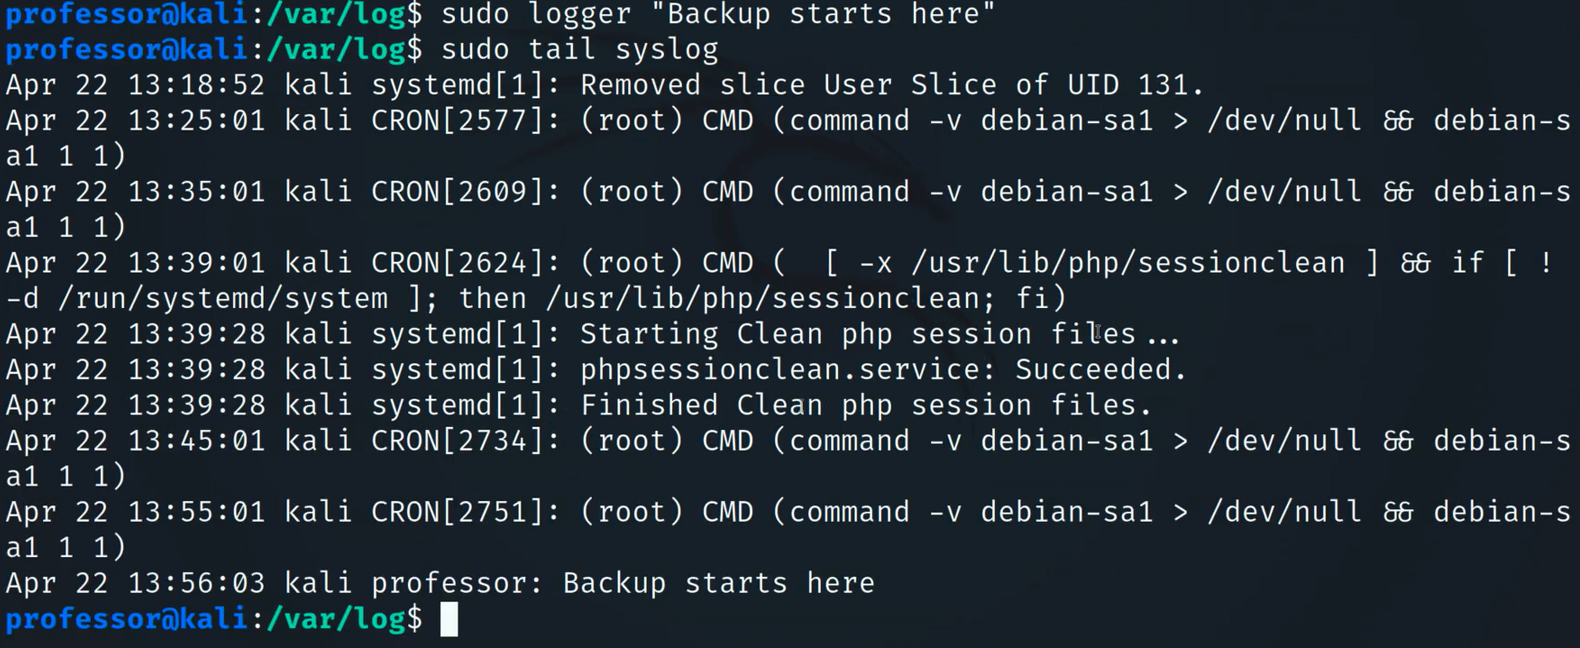 professor@kali:/var/log$ sudo logger "Backup starts here"
professor@kali:/var/log$ sudo tail syslog
Apr 22 13:18:52 kali systemd[1]: Removed slice User Slice of UID 131.
Apr 22 13:25:01 kali CRON[2577]: (root) CMD (command -v debian-sa1 > /dev/null && debian-s
a1 1 1)
Apr 22 13:35:01 kali CRON[2609]: (root) CMD (command -v debian-sa1 > /dev/null && debian-s
a1 1 1)
Apr 22 13:39:01 kali CRON[2624]: (root) CMD (  [ -x /usr/lib/php/sessionclean ] && if [ !
-d /run/systemd/system ]; then /usr/lib/php/sessionclean; fi)
Apr 22 13:39:28 kali systemd[1]: Starting Clean php session files...
Apr 22 13:39:28 kali systemd[1]: phpsessionclean.service: Succeeded.
Apr 22 13:39:28 kali systemd[1]: Finished Clean php session files.
Apr 22 13:45:01 kali CRON[2734]: (root) CMD (command -v debian-sa1 > /dev/null && debian-s
a1 1 1)
Apr 22 13:55:01 kali CRON[2751]: (root) CMD (command -v debian-sa1 > /dev/null && debian-s
a1 1 1)
Apr 22 13:56:03 kali professor: Backup starts here
professor@kali:/var/log$